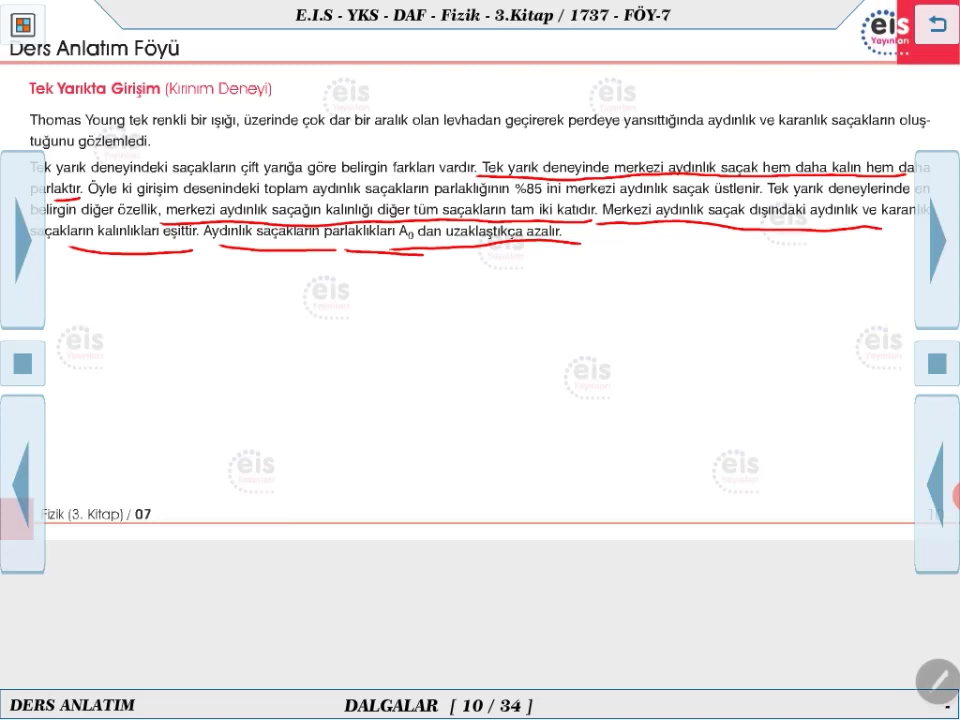 E.I.S - YKS - DAF - Fizik - 3.Kitap / 1737 - FÖY-7
Ders Anlatım Föyü
eis
Yayınları
Tek Yarıkta Girişim (Kırınım Deneyi)
Thomas Young tek renkli bir ışığı, üzerinde çok dar bir aralık olan levhadan geçirerek perdeye yansıttığında aydınlık ve karanlık saçakların oluş-
tuğunu gözlemledi.
Tek yarık deneyindeki saçakların çift yarığa göre belirgin farkları vardır. Tek yarık deneyinde merkezi aydınlık saçak hem daha kalın hem daha
parlaktır. Öyle ki girişim desenindeki toplam aydınlık saçakların parlaklığının %85 ini merkezi aydınlık saçak üstlenir. Tek yarık deneylerinde en
belirgin diğer özellik, merkezi aydınlık saçağın kalınlığı diğer tüm saçakların tam iki katıdır. Merkezi aydınlık saçak dışındaki aydınlık ve karanlık
saçakların kalınlıkları eşittir. Aydınlık saçakların parlaklıkları A₀ dan uzaklaştıkça azalır.
Fizik (3. Kitap) / 07
DERS ANLATIM
DALGALAR [ 10 / 34 ]
-